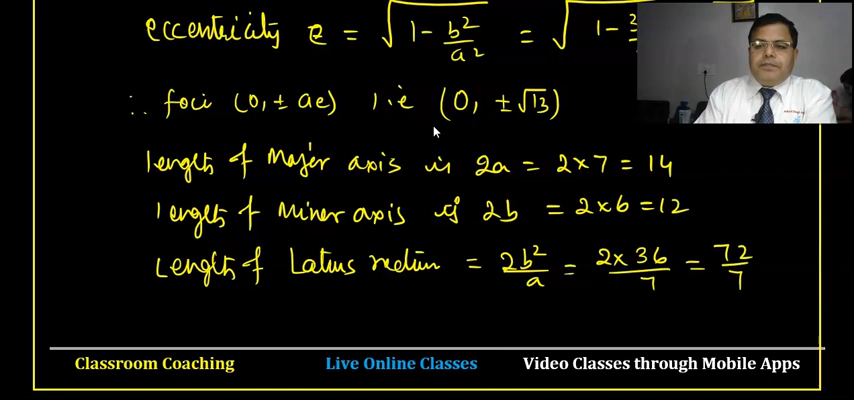 eccentricity e = √1 - b²/a² = √1 - 3
∴ foci (0, ± ae) i.e (0, ± √13)
length of Major axis is 2a = 2×7 = 14
length of Minor axis is 2b = 2×6 = 12
Length of Latus rectum = 2b²/a = 2×36/7 = 72/7
Classroom Coaching Live Online Classes Video Classes through Mobile Apps